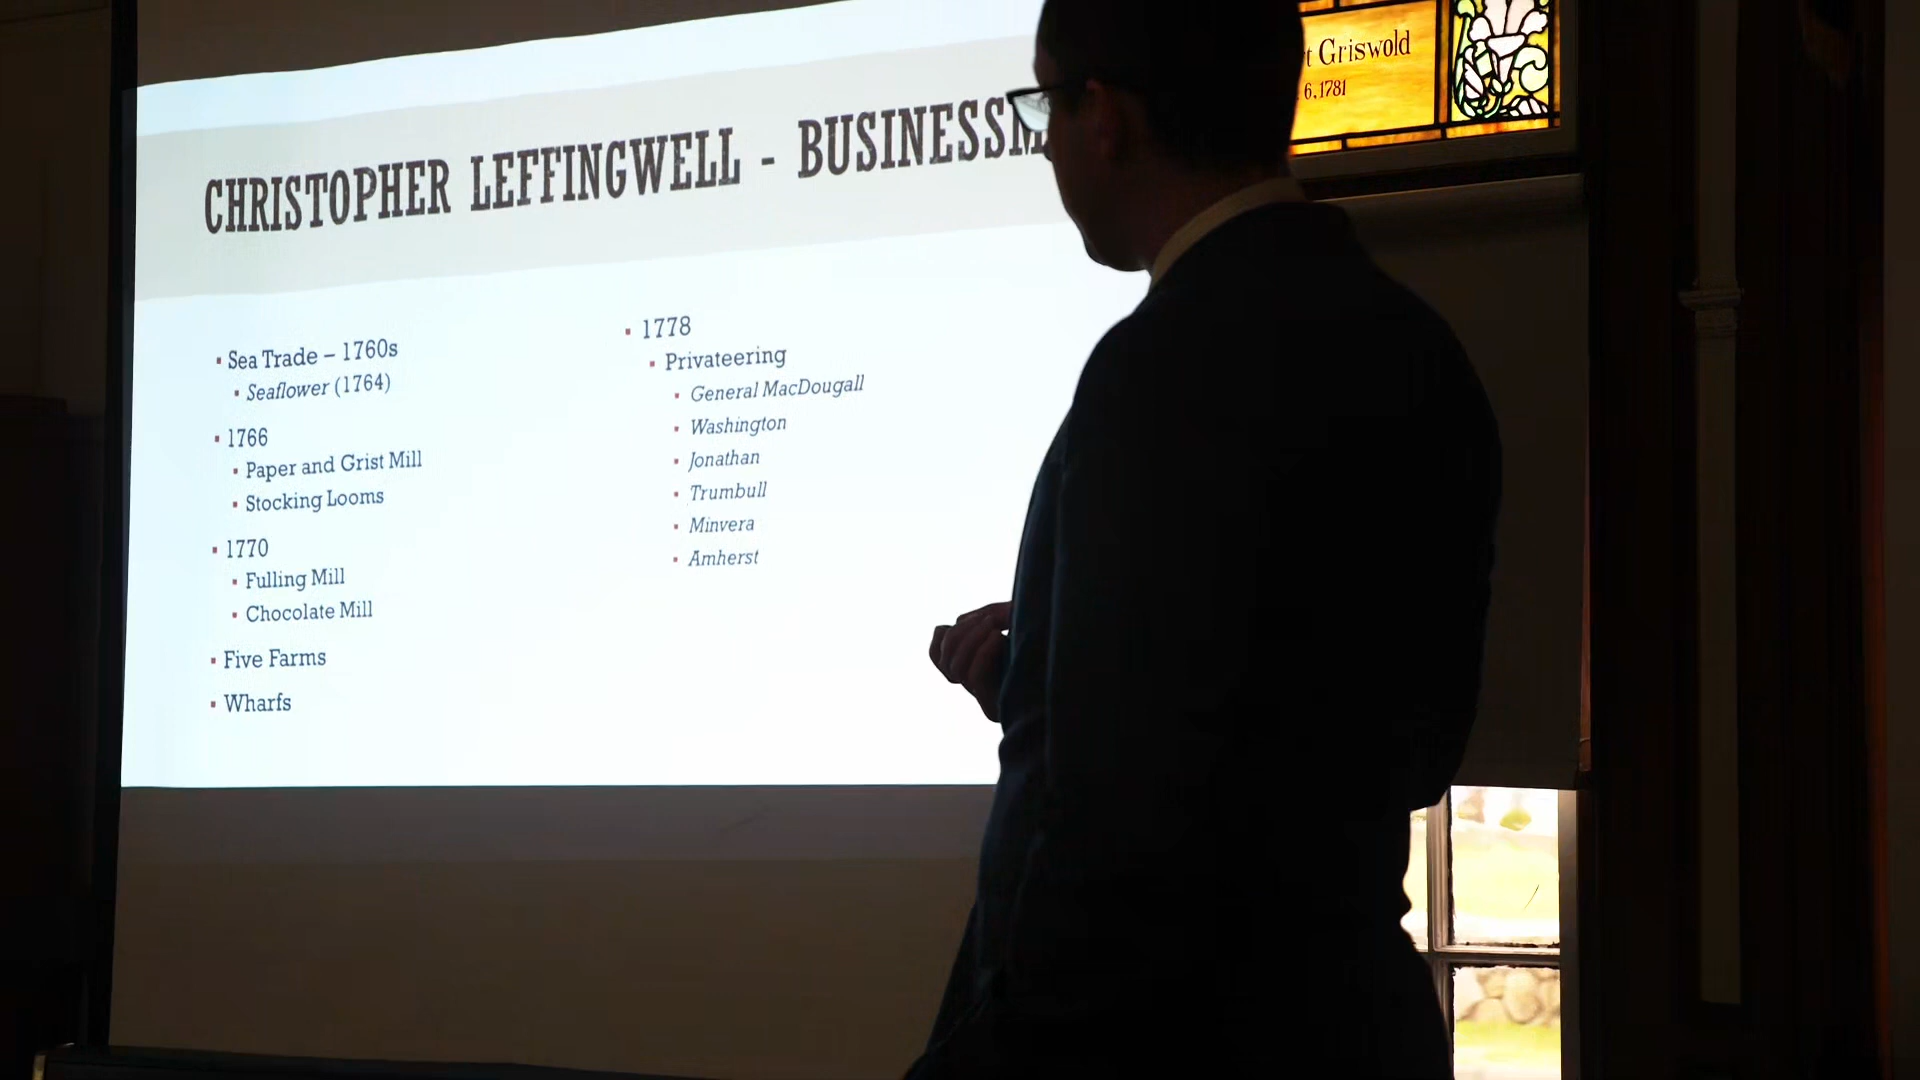 CHRISTOPHER LEFFINGWELL - BUSINESSM
Sea Trade – 1760s
Seaflower (1764)
1766
Paper and Grist Mill
Stocking Looms
1770
Fulling Mill
Chocolate Mill
Five Farms
Wharfs
1778
Privateering
General MacDougall
Washington
Jonathan
Trumbull
Minvera
Amherst
t Griswold
6, 1781